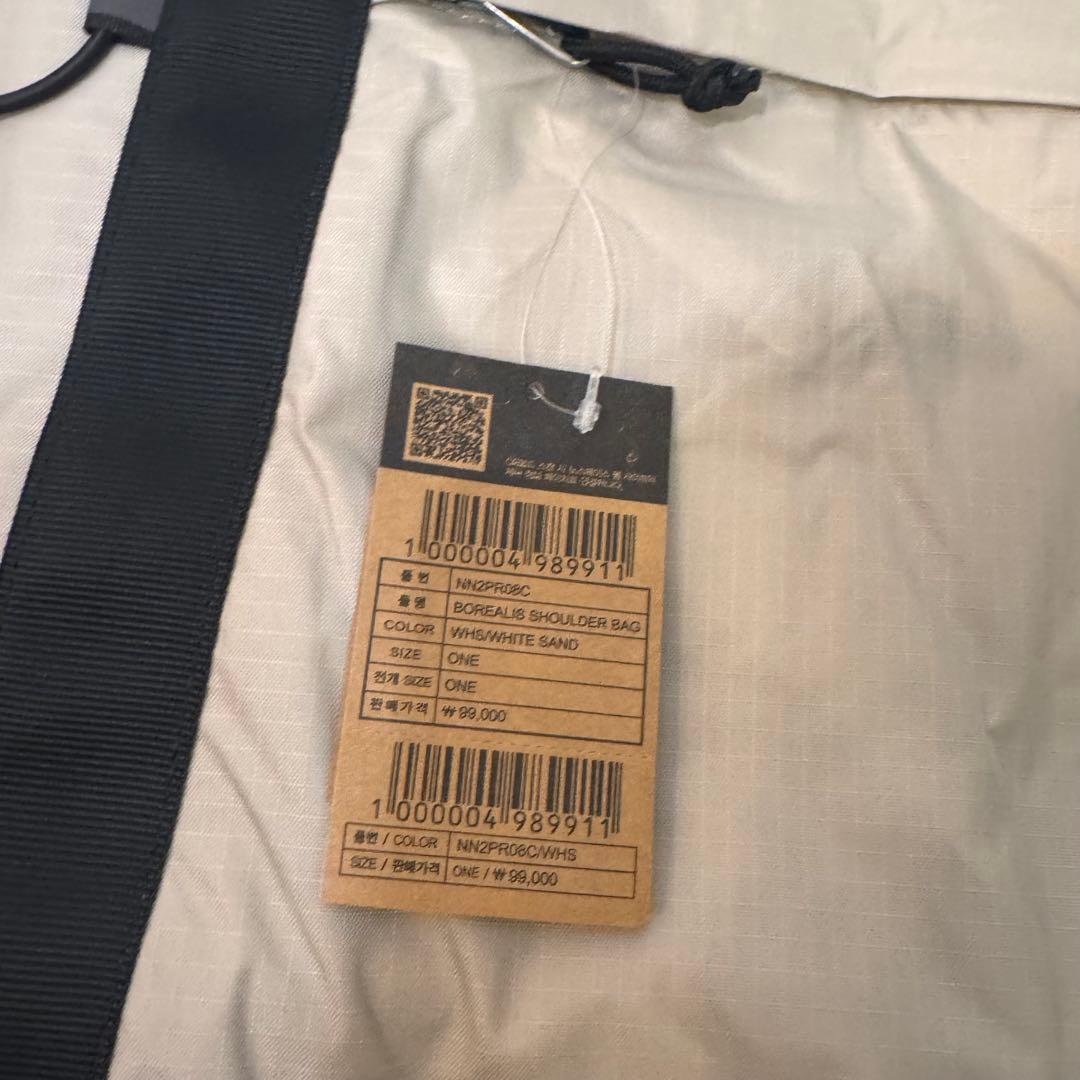 1 000004 989911
품 번 NN2PR08C
품 명 BOREALIS SHOULDER BAG
COLOR WHS/WHITE SAND
SIZE ONE
전개 SIZE ONE
판매가격 ₩99,000
1 000004 989911
품번 / COLOR NN2PR08C/WHS
SIZE / 판매가격 ONE / ₩99,000